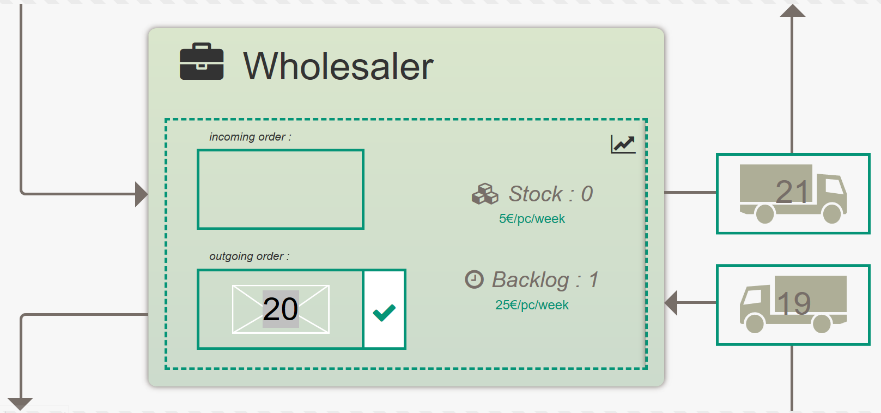 Wholesaler
incoming order :
Stock : 0
5€/pc/week
21
outgoing order :
20
Backlog : 1
25€/pc/week
19